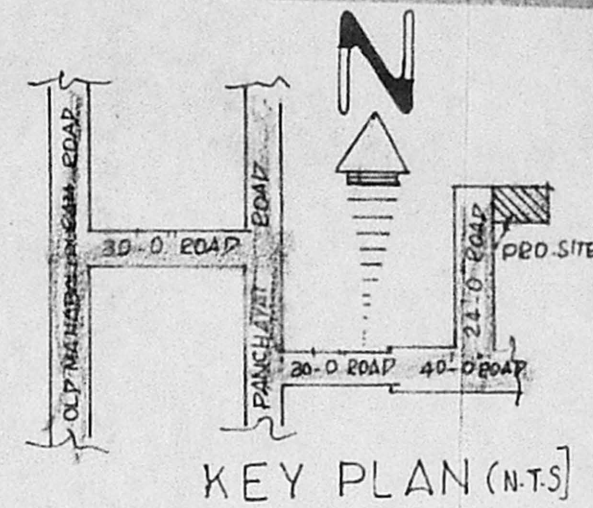 N
OLD MAHABALIPURAM ROAD
30-0" ROAD
PANCHAYAT ROAD
24-0 ROAD
PRO.SITE
30-0 ROAD
40-0" ROAD
KEY PLAN (N.T.S]